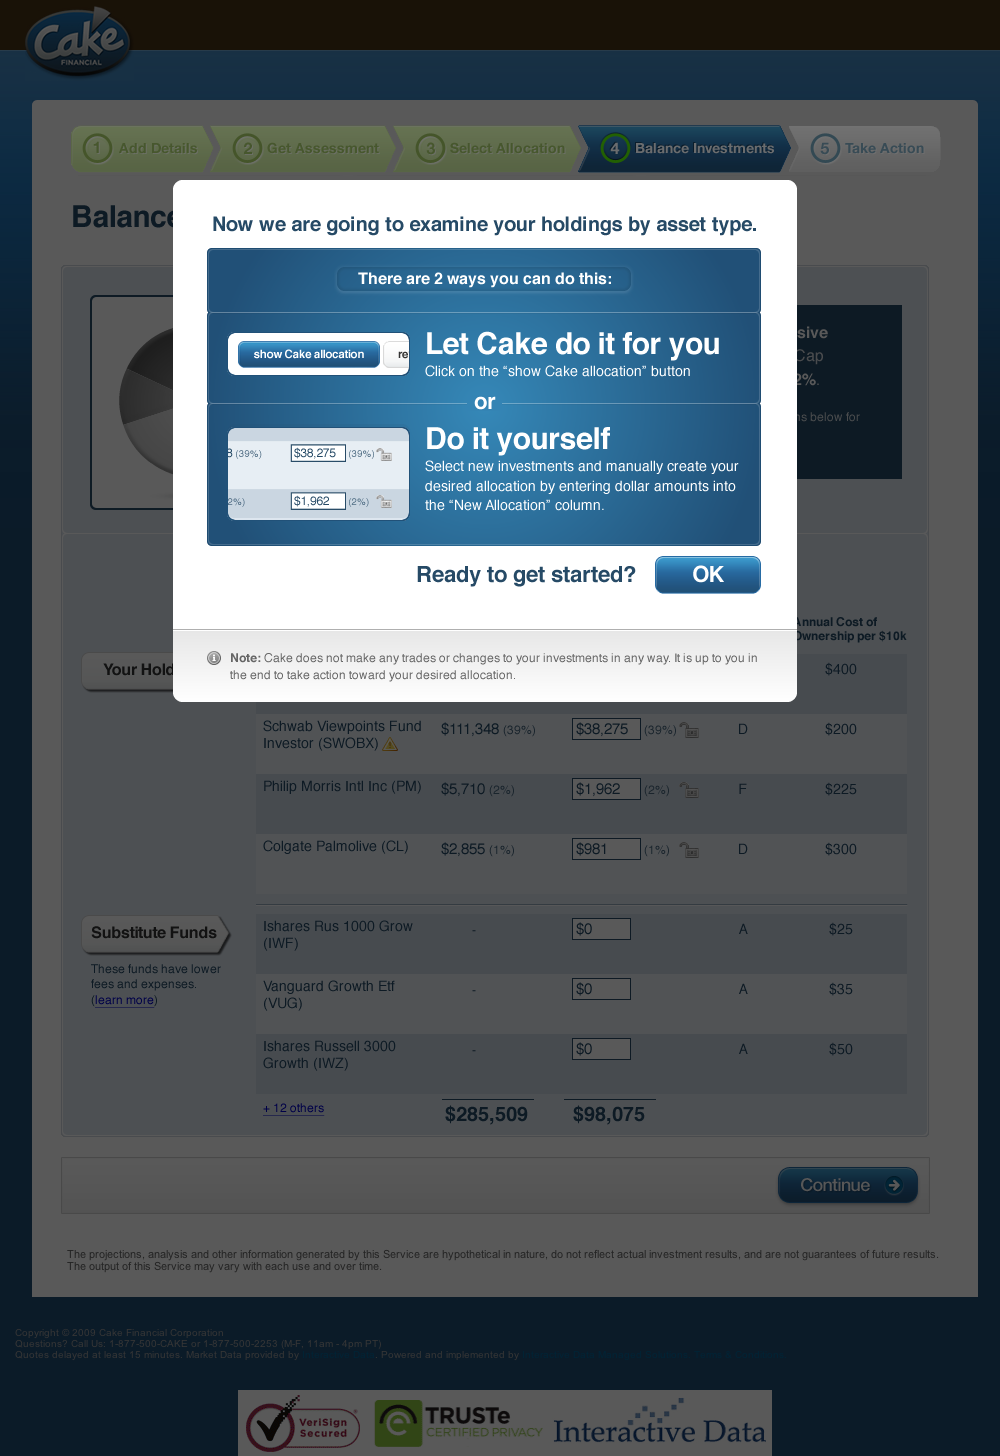 Cake
FINANCIAL
1 Add Details
2 Get Assessment
3 Select Allocation
4 Balance Investments
5 Take Action
Balance
Now we are going to examine your holdings by asset type.
There are 2 ways you can do this:
show Cake allocation
re
Let Cake do it for you
Click on the “show Cake allocation” button
or
8 (39%) $38,275 (39%)
2%) $1,962 (2%)
Do it yourself
Select new investments and manually create your
desired allocation by entering dollar amounts into
the “New Allocation” column.
Ready to get started?
OK
Note: Cake does not make any trades or changes to your investments in any way. It is up to you in
the end to take action toward your desired allocation.
sive
Cap
2%.
ns below for
Annual Cost of
Ownership per $10k
Your Hold
$400
Schwab Viewpoints Fund
Investor (SWOBX)
$111,348 (39%) $38,275 (39%) D $200
Philip Morris Intl Inc (PM) $5,710 (2%) $1,962 (2%) F $225
Colgate Palmolive (CL) $2,855 (1%) $981 (1%) D $300
Substitute Funds
These funds have lower
fees and expenses.
(learn more)
Ishares Rus 1000 Grow
(IWF)
- $0 A $25
Vanguard Growth Etf
(VUG)
- $0 A $35
Ishares Russell 3000
Growth (IWZ)
- $0 A $50
+ 12 others
$285,509 $98,075
Continue
The projections, analysis and other information generated by this Service are hypothetical in nature, do not reflect actual investment results, and are not guarantees of future results.
The output of this Service may vary with each use and over time.
Copyright © 2009 Cake Financial Corporation
Questions? Call Us: 1-877-500-CAKE or 1-877-500-2253 (M-F, 11am - 4pm PT)
Quotes delayed at least 15 minutes. Market Data provided by . Powered and implemented by
VeriSign
Secured
TRUSTe
CERTIFIED PRIVACY
Interactive Data